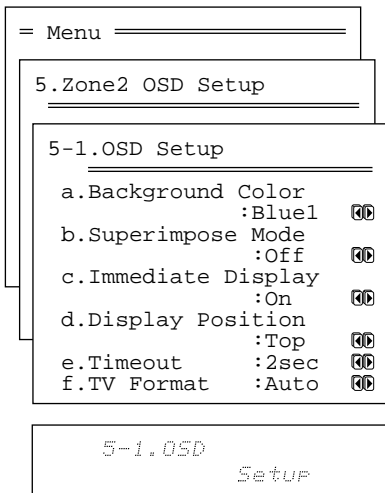 Menu
5.Zone2 OSD Setup
5-1.OSD Setup
a.Background Color
:Blue1
b.Superimpose Mode
:Off
c.Immediate Display
:On
d.Display Position
:Top
e.Timeout :2sec
f.TV Format :Auto
5-1.OSD
Setup